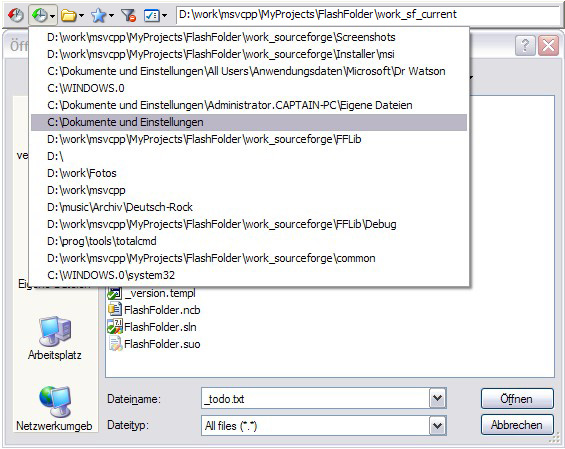 D:\work\msvcpp\MyProjects\FlashFolder\work_sf_current
D:\work\msvcpp\MyProjects\FlashFolder\work_sourceforge\Screenshots
D:\work\msvcpp\MyProjects\FlashFolder\work_sourceforge\Installer\msi
C:\Dokumente und Einstellungen\All Users\Anwendungsdaten\Microsoft\Dr Watson
C:\WINDOWS.0
C:\Dokumente und Einstellungen\Administrator.CAPTAIN-PC\Eigene Dateien
C:\Dokumente und Einstellungen
D:\work\msvcpp\MyProjects\FlashFolder\work_sourceforge\FFLib
D:\
D:\work\Fotos
D:\work\msvcpp
D:\music\Archiv\Deutsch-Rock
D:\work\msvcpp\MyProjects\FlashFolder\work_sourceforge\FFLib\Debug
D:\prog\tools\totalcmd
D:\work\msvcpp\MyProjects\FlashFolder\work_sourceforge\common
C:\WINDOWS.0\system32
_version.templ
FlashFolder.ncb
FlashFolder.sln
FlashFolder.suo
Arbeitsplatz
Netzwerkumgeb
Dateiname:
_todo.txt
Öffnen
Dateityp:
All files (*.*)
Abbrechen